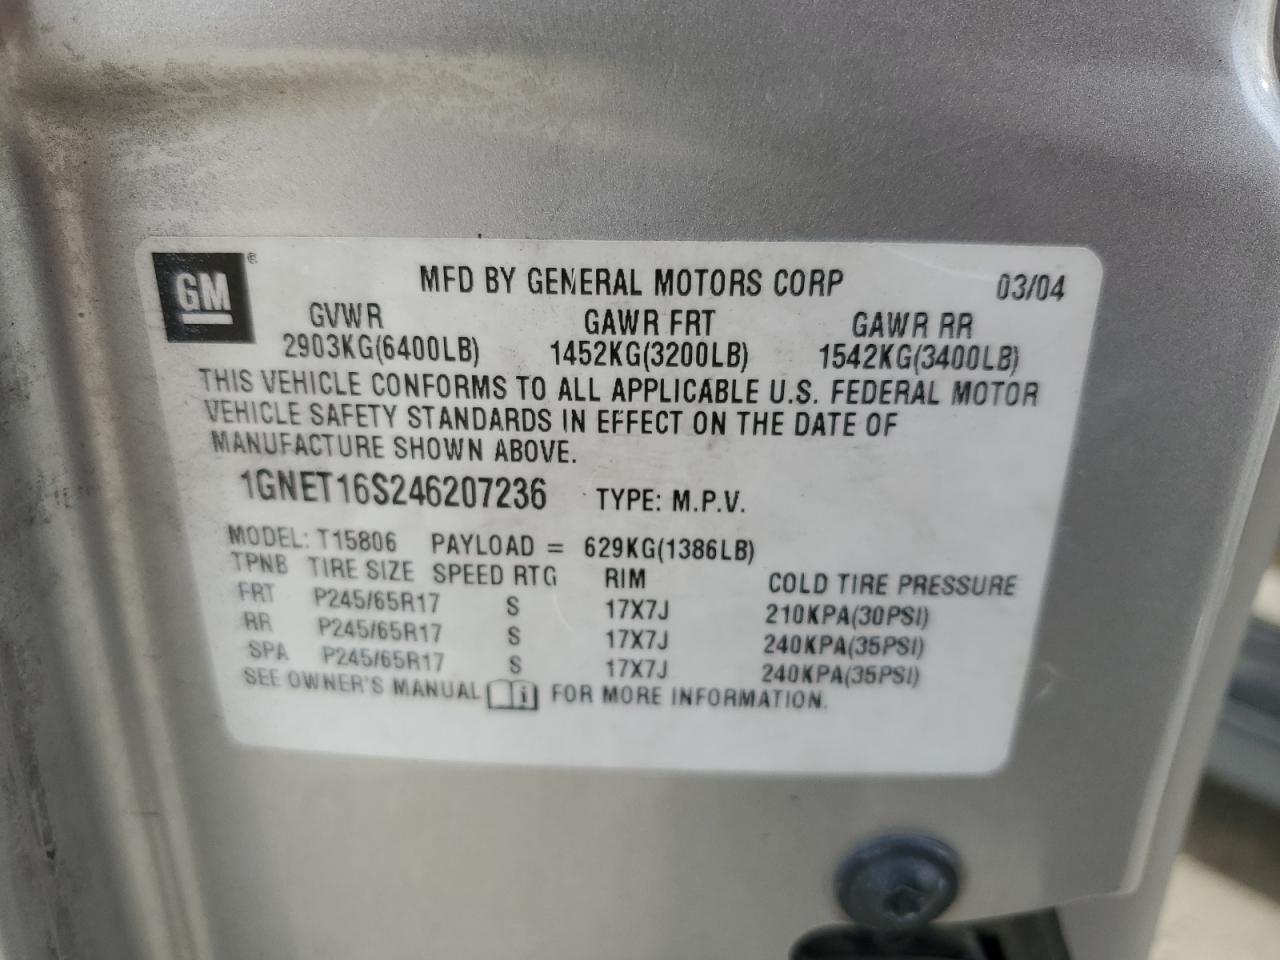 GM®
MFD BY GENERAL MOTORS CORP 03/04
GVWR GAWR FRT GAWR RR
2903KG(6400LB) 1452KG(3200LB) 1542KG(3400LB)
THIS VEHICLE CONFORMS TO ALL APPLICABLE U.S. FEDERAL MOTOR
VEHICLE SAFETY STANDARDS IN EFFECT ON THE DATE OF
MANUFACTURE SHOWN ABOVE.
1GNET16S246207236 TYPE: M.P.V.
MODEL: T15806 PAYLOAD = 629KG(1386LB)
TPNB TIRE SIZE SPEED RTG RIM COLD TIRE PRESSURE
FRT P245/65R17 S 17X7J 210KPA(30PSI)
RR P245/65R17 S 17X7J 240KPA(35PSI)
SPA P245/65R17 S 17X7J 240KPA(35PSI)
SEE OWNER'S MANUAL i FOR MORE INFORMATION.